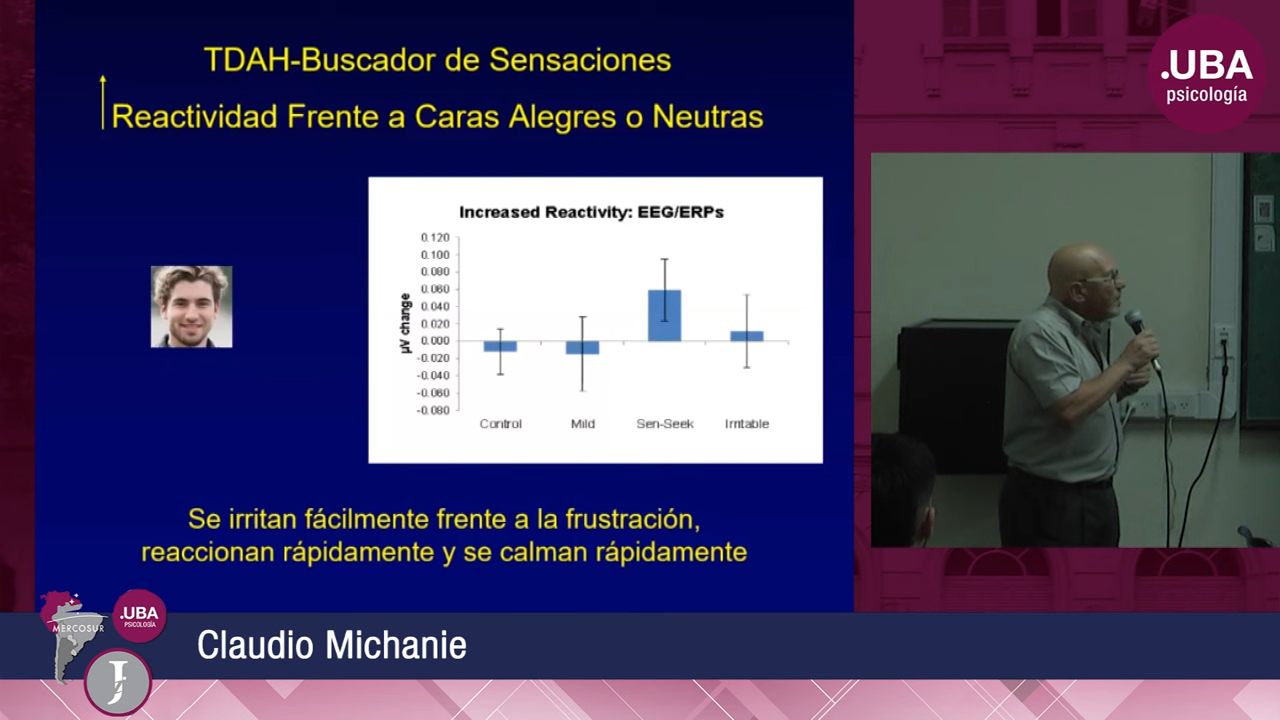 TDAH-Buscador de Sensaciones
Reactividad Frente a Caras Alegres o Neutras
Increased Reactivity: EEG/ERPs
µV change
0.120
0.100
0.080
0.060
0.040
0.020
0.000
-0.020
-0.040
-0.060
-0.080
Control
Mild
Sen-Seek
Irritable
Se irritan fácilmente frente a la frustración,
reaccionan rápidamente y se calman rápidamente
.UBA
psicología
MERCOSUR
.UBA
PSICOLOGÍA
J
Claudio Michanie